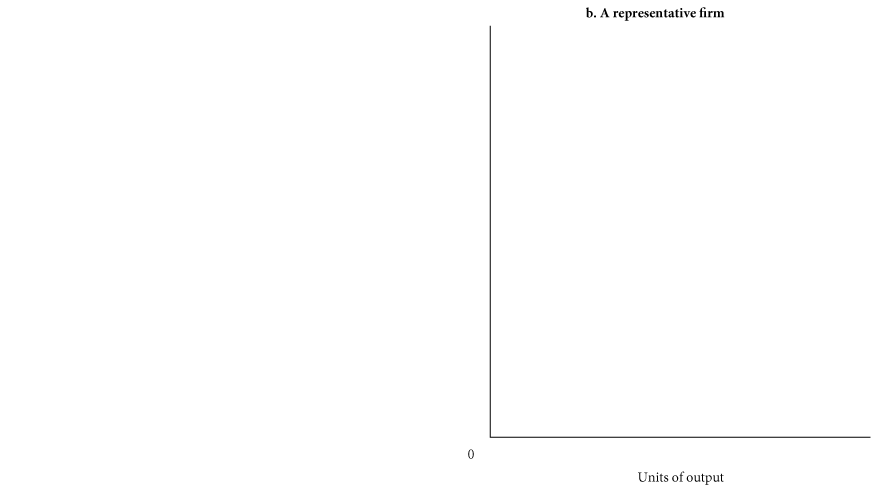 b. A representative firm
0
Units of output